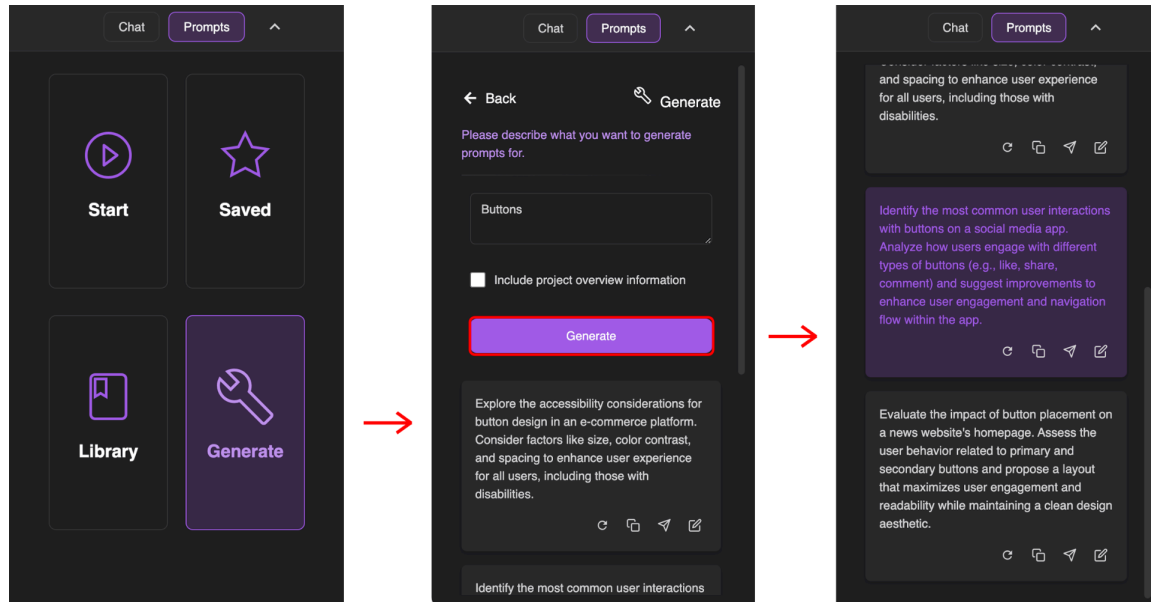 Chat
Prompts
Start
Saved
Library
Generate
Chat
Prompts
Back
Generate
Please describe what you want to generate
prompts for.
Buttons
Include project overview information
Generate
Explore the accessibility considerations for
button design in an e-commerce platform.
Consider factors like size, color contrast,
and spacing to enhance user experience
for all users, including those with
disabilities.
Identify the most common user interactions
Chat
Prompts
Consider factors like size, color contrast,
and spacing to enhance user experience
for all users, including those with
disabilities.
Identify the most common user interactions
with buttons on a social media app.
Analyze how users engage with different
types of buttons (e.g., like, share,
comment) and suggest improvements to
enhance user engagement and navigation
flow within the app.
Evaluate the impact of button placement on
a news website's homepage. Assess the
user behavior related to primary and
secondary buttons and propose a layout
that maximizes user engagement and
readability while maintaining a clean design
aesthetic.